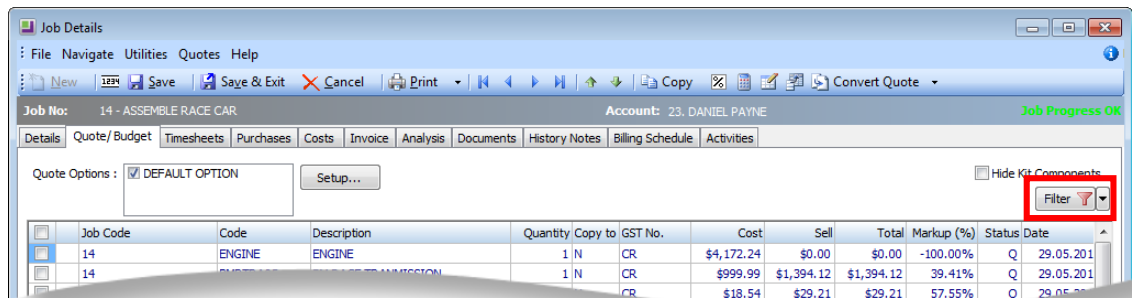 Job Details
File Navigate Utilities Quotes Help
New 1234 Save Save & Exit Cancel Print Copy % Convert Quote
Job No: 14 - ASSEMBLE RACE CAR Account: 23. DANIEL PAYNE Job Progress OK
Details Quote/Budget Timesheets Purchases Costs Invoice Analysis Documents History Notes Billing Schedule Activities
Quote Options : DEFAULT OPTION Setup... Hide Kit Components
Filter
Job Code Code Description Quantity Copy to GST No. Cost Sell Total Markup (%) Status Date
14 ENGINE ENGINE 1 N CR $4,172.24 $0.00 $0.00 -100.00% Q 29.05.201
14 1 N CR $999.99 $1,394.12 $1,394.12 39.41% Q 29.05.201
CR $18.54 $29.21 $29.21 57.55% Q